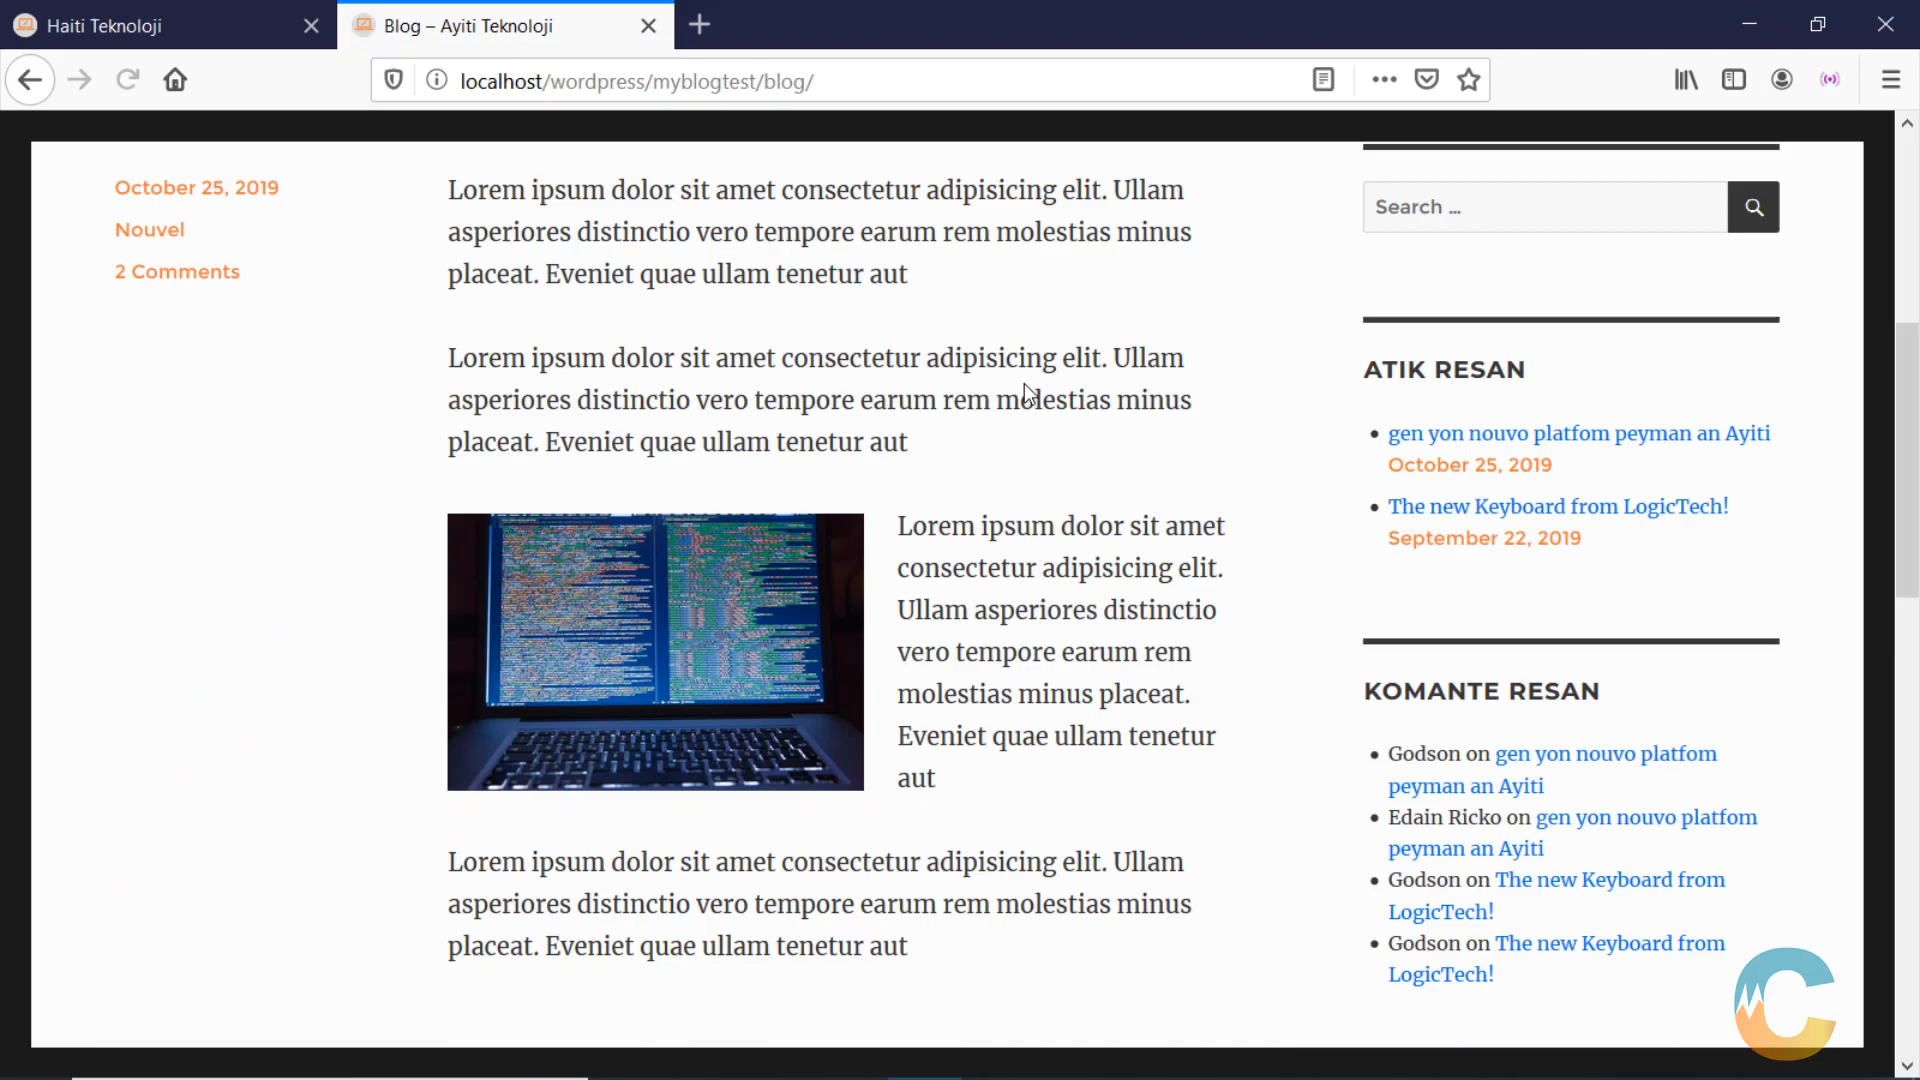 Haiti Teknoloji
Blog – Ayiti Teknoloji
localhost/wordpress/myblogtest/blog/
October 25, 2019
Nouvel
2 Comments
Lorem ipsum dolor sit amet consectetur adipisicing elit. Ullam
asperiores distinctio vero tempore earum rem molestias minus
placeat. Eveniet quae ullam tenetur aut
Lorem ipsum dolor sit amet consectetur adipisicing elit. Ullam
asperiores distinctio vero tempore earum rem molestias minus
placeat. Eveniet quae ullam tenetur aut
Lorem ipsum dolor sit amet
consectetur adipisicing elit.
Ullam asperiores distinctio
vero tempore earum rem
molestias minus placeat.
Eveniet quae ullam tenetur
aut
Lorem ipsum dolor sit amet consectetur adipisicing elit. Ullam
asperiores distinctio vero tempore earum rem molestias minus
placeat. Eveniet quae ullam tenetur aut
Search ...
ATIK RESAN
gen yon nouvo platfom peyman an Ayiti
October 25, 2019
The new Keyboard from LogicTech!
September 22, 2019
KOMANTE RESAN
Godson on gen yon nouvo platfom
peyman an Ayiti
Edain Ricko on gen yon nouvo platfom
peyman an Ayiti
Godson on The new Keyboard from
LogicTech!
Godson on The new Keyboard from
LogicTech!
C